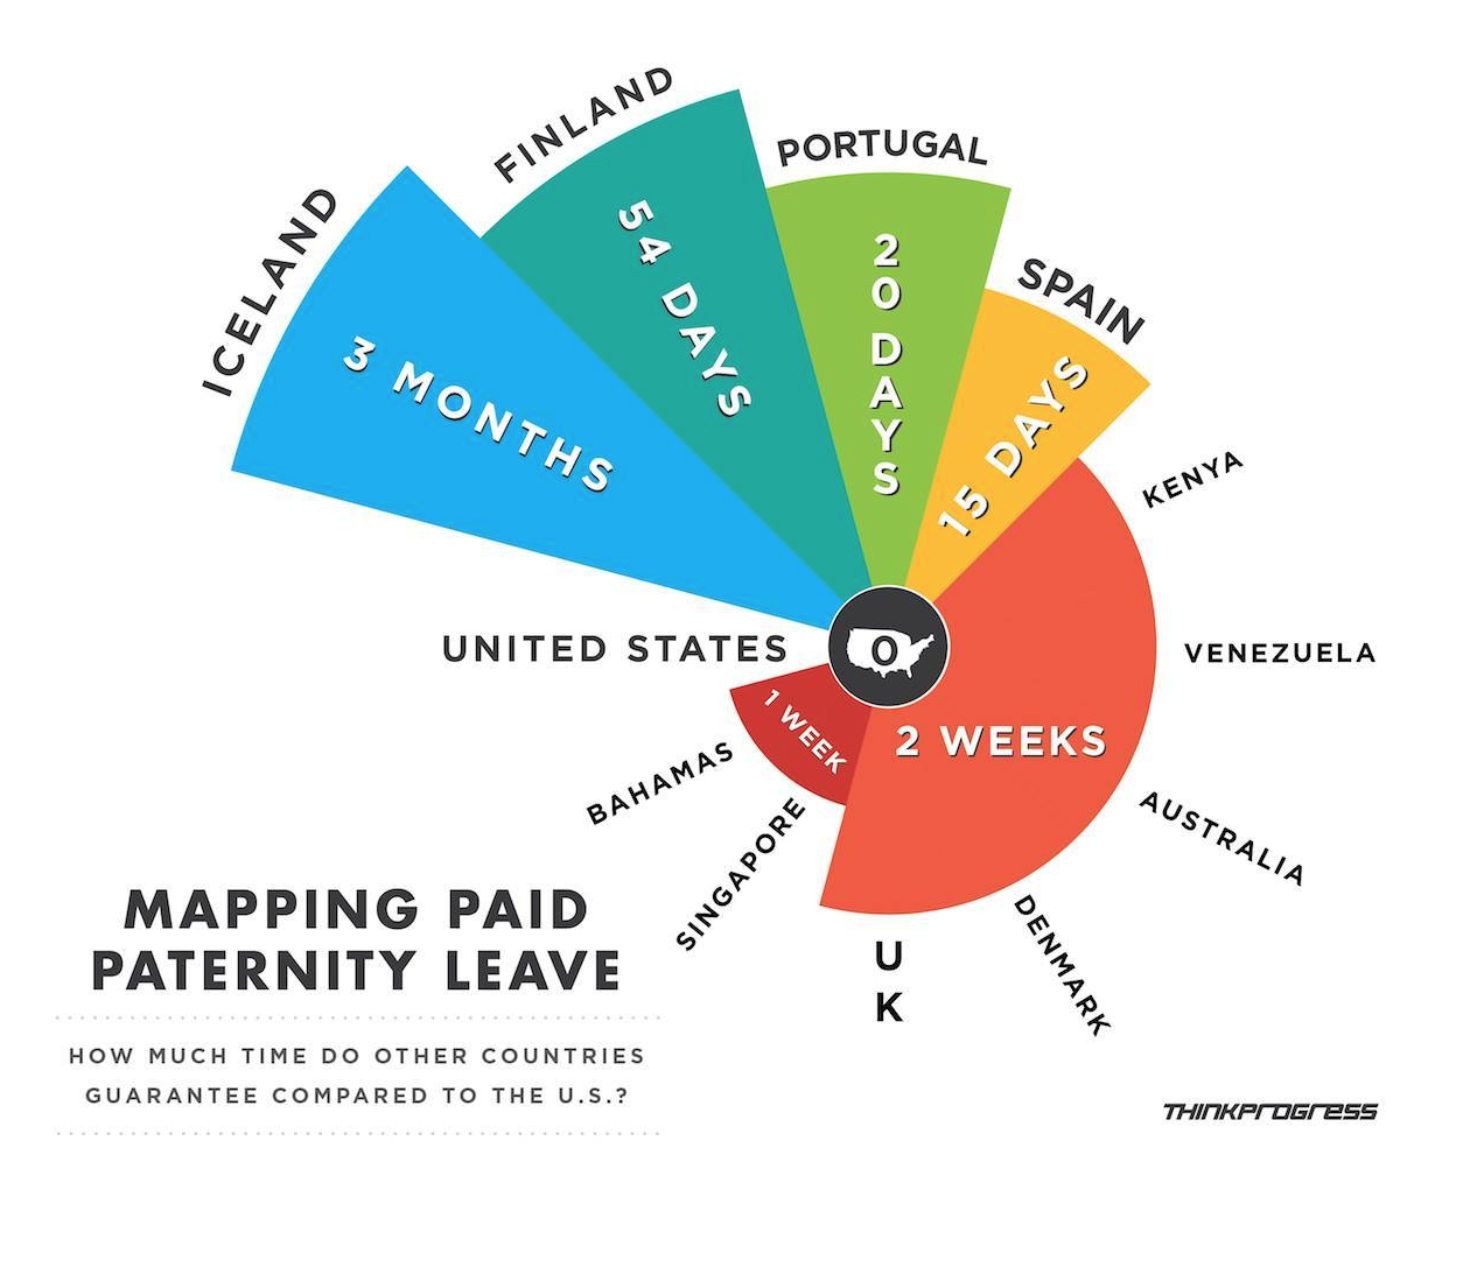 ICELAND
3 MONTHS
FINLAND
54 DAYS
PORTUGAL
20 DAYS
SPAIN
15 DAYS
KENYA
VENEZUELA
AUSTRALIA
DENMARK
UK
2 WEEKS
SINGAPORE
BAHAMAS
1 WEEK
UNITED STATES
0
MAPPING PAID
PATERNITY LEAVE
HOW MUCH TIME DO OTHER COUNTRIES
GUARANTEE COMPARED TO THE U.S.?
THINKPROGRESS